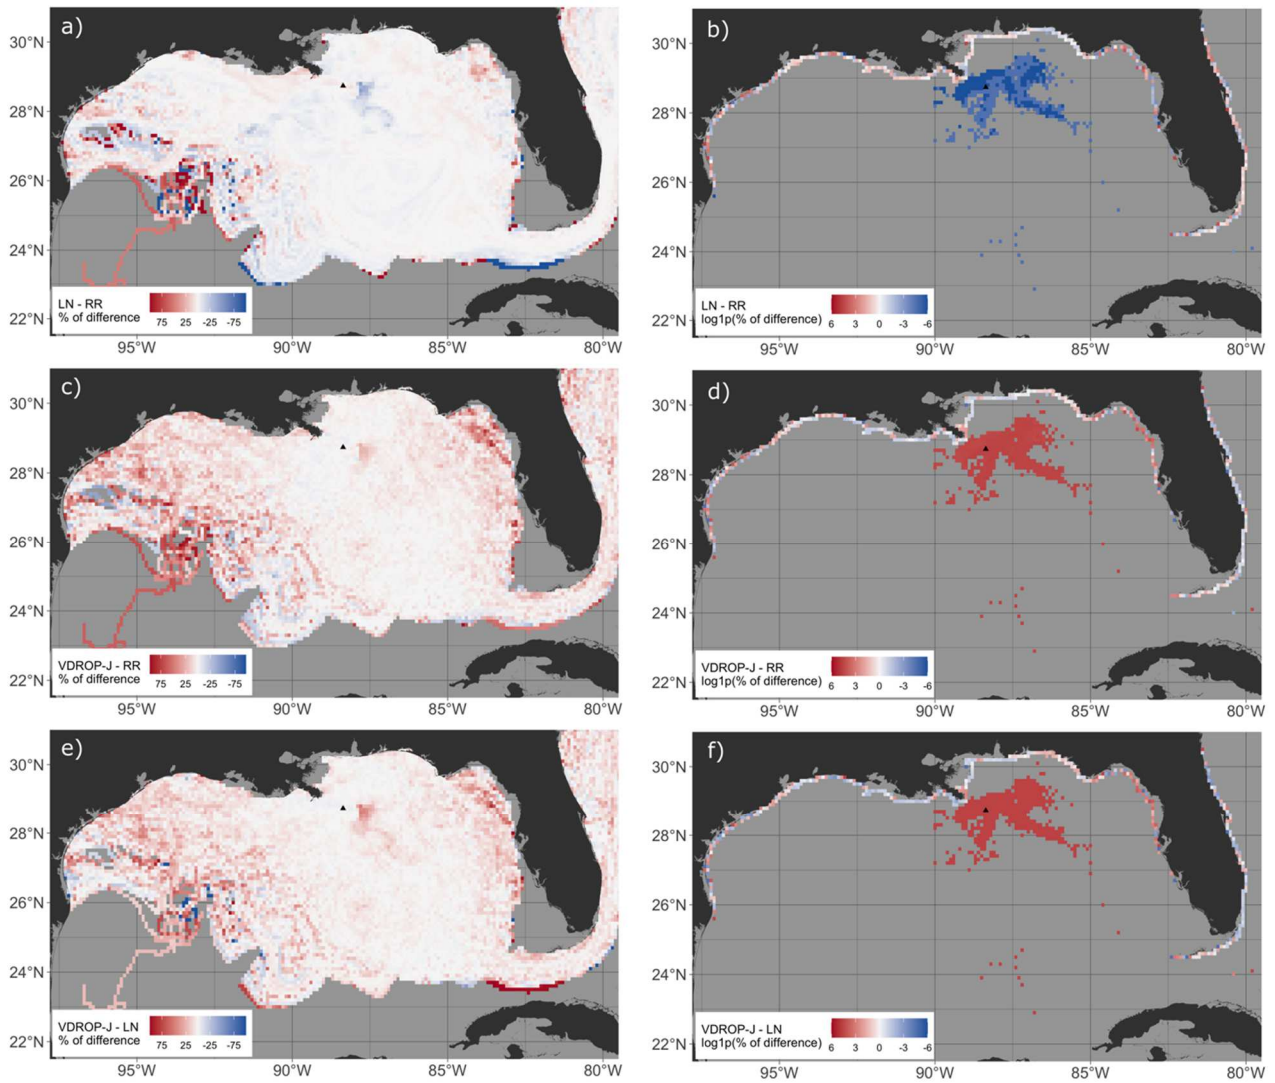 a)
30°N
28°N
26°N
24°N
22°N
LN - RR
% of difference
75 25 -25 -75
95°W 90°W 85°W 80°W
b)
30°N
28°N
26°N
24°N
22°N
LN - RR
log1p(% of difference)
6 3 0 -3 -6
95°W 90°W 85°W 80°W
c)
30°N
28°N
26°N
24°N
22°N
VDROP-J - RR
% of difference
75 25 -25 -75
95°W 90°W 85°W 80°W
d)
30°N
28°N
26°N
24°N
22°N
VDROP-J - RR
log1p(% of difference)
6 3 0 -3 -6
95°W 90°W 85°W 80°W
e)
30°N
28°N
26°N
24°N
22°N
VDROP-J - LN
% of difference
75 25 -25 -75
95°W 90°W 85°W 80°W
f)
30°N
28°N
26°N
24°N
22°N
VDROP-J - LN
log1p(% of difference)
6 3 0 -3 -6
95°W 90°W 85°W 80°W